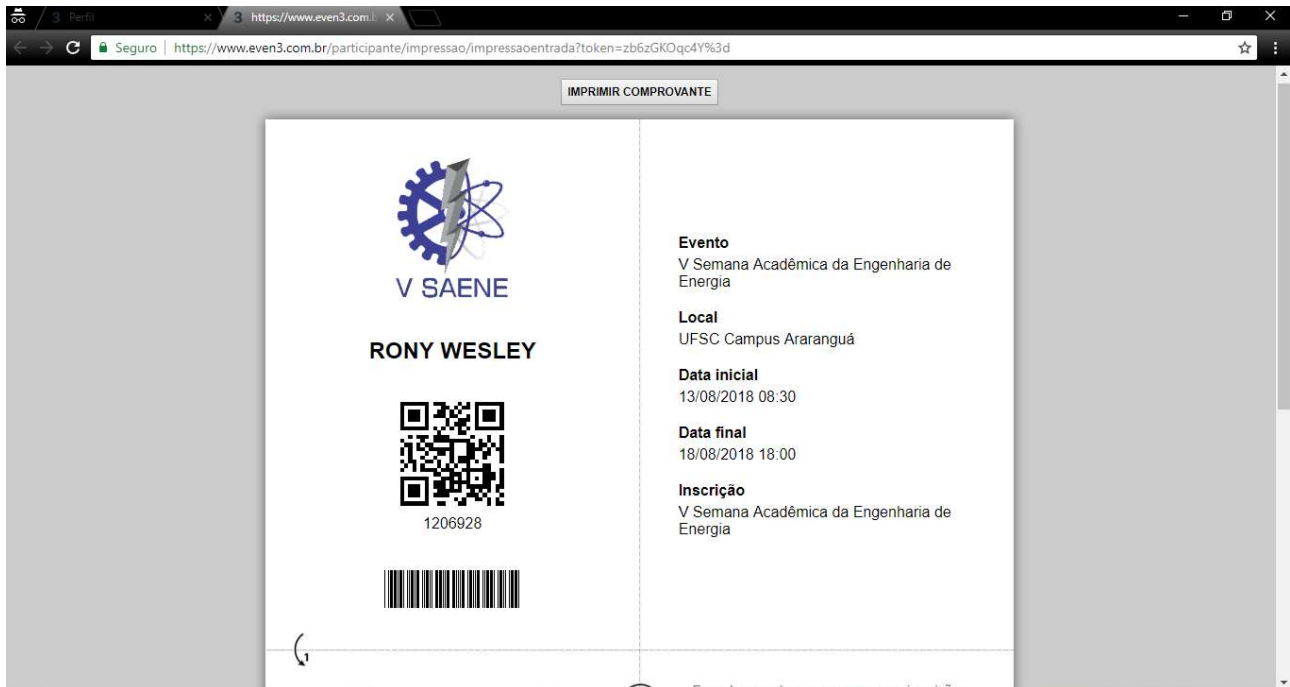 3 Perfil
3 https://www.even3.com.b
Seguro | https://www.even3.com.br/participante/impressao/impressaoentrada?token=zb6zGKOqc4Y%3d
IMPRIMIR COMPROVANTE
V SAENE
RONY WESLEY
1206928
1
Evento
V Semana Acadêmica da Engenharia de
Energia
Local
UFSC Campus Araranguá
Data inicial
13/08/2018 08:30
Data final
18/08/2018 18:00
Inscrição
V Semana Acadêmica da Engenharia de
Energia